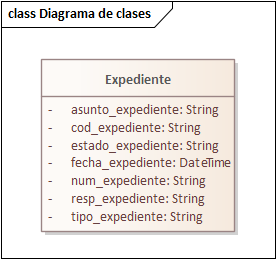 class Diagrama de clases
Expediente
- asunto_expediente: String
- cod_expediente: String
- estado_expediente: String
- fecha_expediente: DateTime
- num_expediente: String
- resp_expediente: String
- tipo_expediente: String